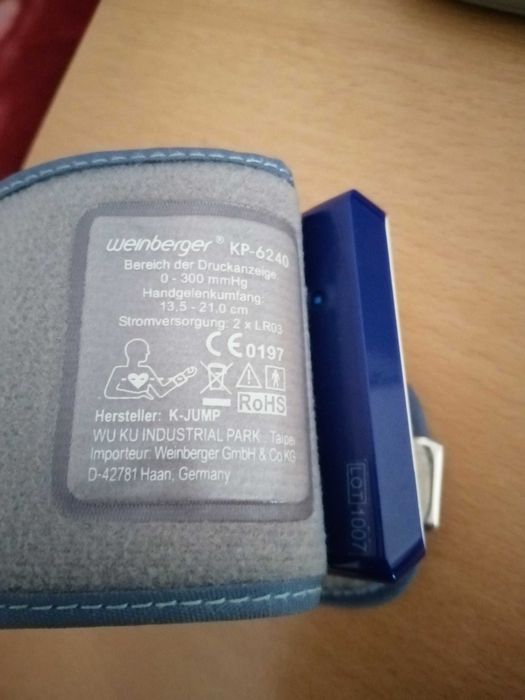 weinberger ® KP-6240
Bereich der Druckanzeige:
0 - 300 mmHg
Handgelenkumfang:
13,5 - 21,0 cm
Stromversorgung: 2 x LR03
CE 0197
RoHS
Hersteller: K-JUMP
WU KU INDUSTRIAL PARK . Taipei
Importeur: Weinberger GmbH & Co KG
D-42781 Haan, Germany
LOT 1007